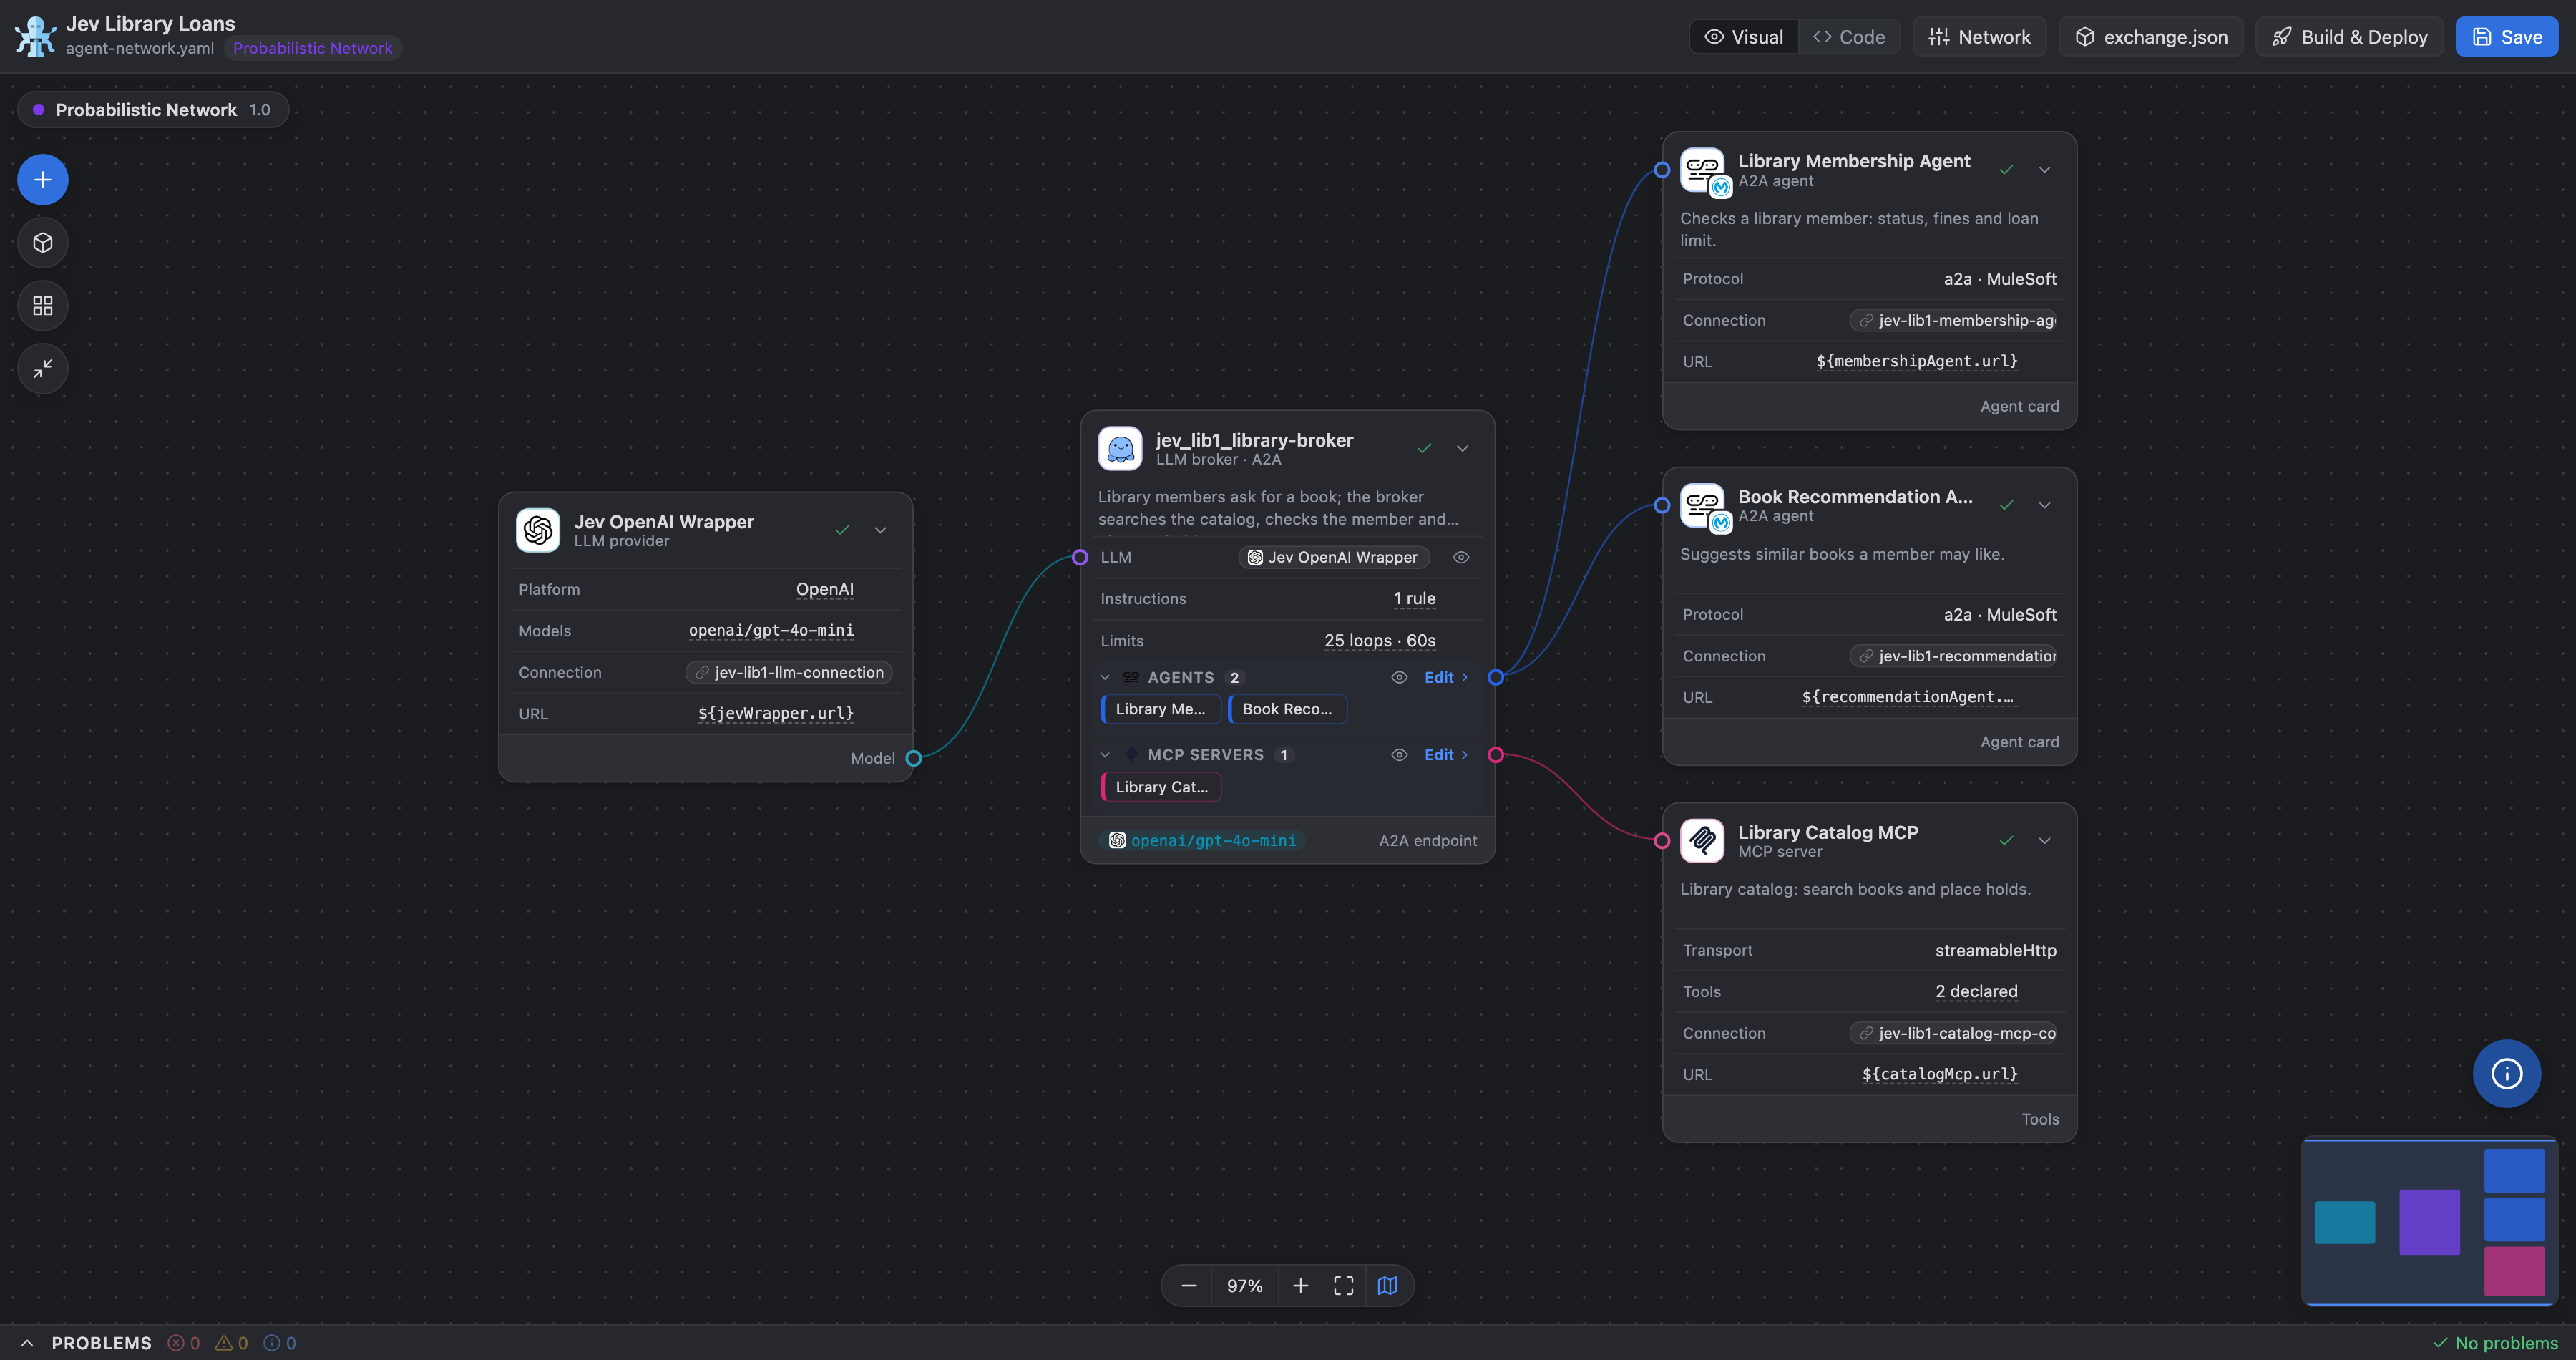 Jev Library Loans
agent-network.yaml Probabilistic Network
Visual Code Network exchange.json Build & Deploy Save
Probabilistic Network 1.0
Jev OpenAI Wrapper
LLM provider
Platform OpenAI
Models openai/gpt-4o-mini
Connection jev-lib1-llm-connection
URL ${jevWrapper.url}
Model
jev_lib1_library-broker
LLM broker · A2A
Library members ask for a book; the broker
searches the catalog, checks the member and...
LLM Jev OpenAI Wrapper
Instructions 1 rule
Limits 25 loops · 60s
AGENTS 2 Edit
Library Me... Book Reco...
MCP SERVERS 1 Edit
Library Cat...
openai/gpt-4o-mini A2A endpoint
Library Membership Agent
A2A agent
Checks a library member: status, fines and loan
limit.
Protocol a2a · MuleSoft
Connection jev-lib1-membership-ag
URL ${membershipAgent.url}
Agent card
Book Recommendation A...
A2A agent
Suggests similar books a member may like.
Protocol a2a · MuleSoft
Connection jev-lib1-recommendation
URL ${recommendationAgent.…
Agent card
Library Catalog MCP
MCP server
Library catalog: search books and place holds.
Transport streamableHttp
Tools 2 declared
Connection jev-lib1-catalog-mcp-co
URL ${catalogMcp.url}
Tools
97%
PROBLEMS 0 0 0 No problems